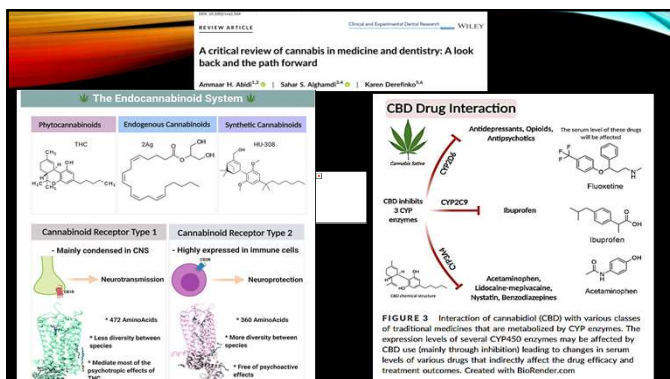 REVIEW ARTICLE
Clinical and Experimental Dental Research
WILEY
A critical review of cannabis in medicine and dentistry: A look
back and the path forward
Ammaar H. Abidi | Sahar S. Alghamdi | Karen Derefinko
The Endocannabinoid System
Phytocannabinoids
Endogenous Cannabinoids
Synthetic Cannabinoids
THC
2Ag
HU-308
Cannabinoid Receptor Type 1
- Mainly condensed in CNS
Neurotransmission
* 472 AminoAcids
* Less diversity between
species
* Mediate most of the
psychotropic effects of
THC
Cannabinoid Receptor Type 2
- Highly expressed in immune cells
Neuroprotection
* 360 AminoAcids
* More diversity between
species
* Free of psychoactive
effects
CBD Drug Interaction
Cannabis Sativa
CBD inhibits
3 CYP
enzymes
CBD chemical structure
CYP2D6
Antidepressants, Opioids,
Antipsychotics
CYP2C9
Ibuprofen
CYP3A4
Acetaminophen,
Lidocaine-mepivacaine,
Nystatin, Benzodiazepines
The serum level of these drugs
will be affected
Fluoxetine
Ibuprofen
Acetaminophen
FIGURE 3 Interaction of cannabidiol (CBD) with various classes
of traditional medicines that are metabolized by CYP enzymes. The
expression levels of several CYP450 enzymes may be affected by
CBD use (mainly through inhibition) leading to changes in serum
levels of various drugs that indirectly affect the drug efficacy and
treatment outcomes. Created with BioRender.com